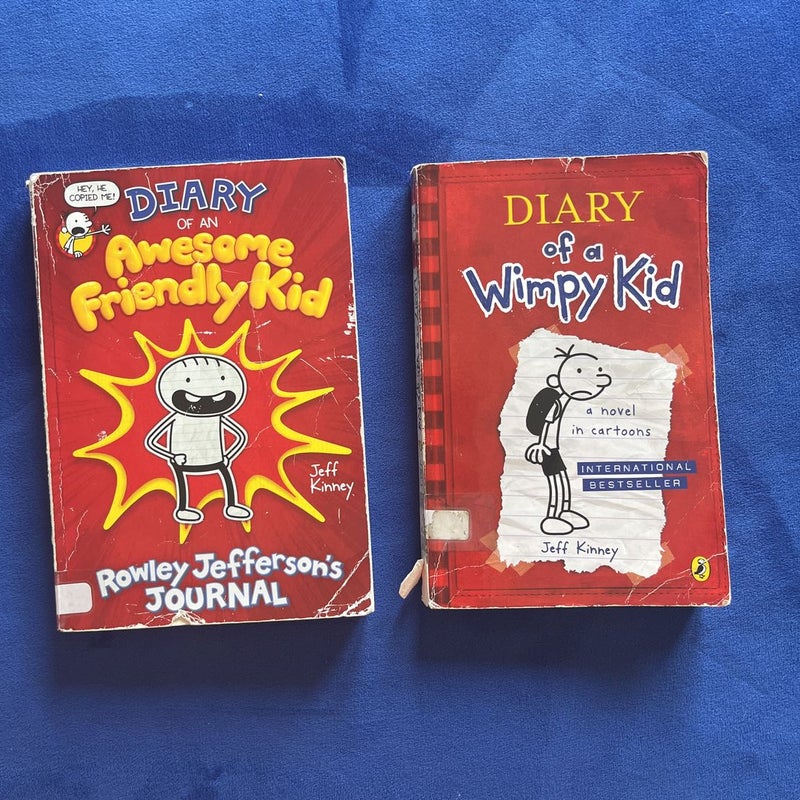 HEY, HE
COPIED ME!
DIARY
OF AN
Awesome
Friendly Kid
Jeff
Kinney
Rowley Jefferson's
JOURNAL
DIARY
of a
Wimpy Kid
a novel
in cartoons
INTERNATIONAL
BESTSELLER
Jeff Kinney